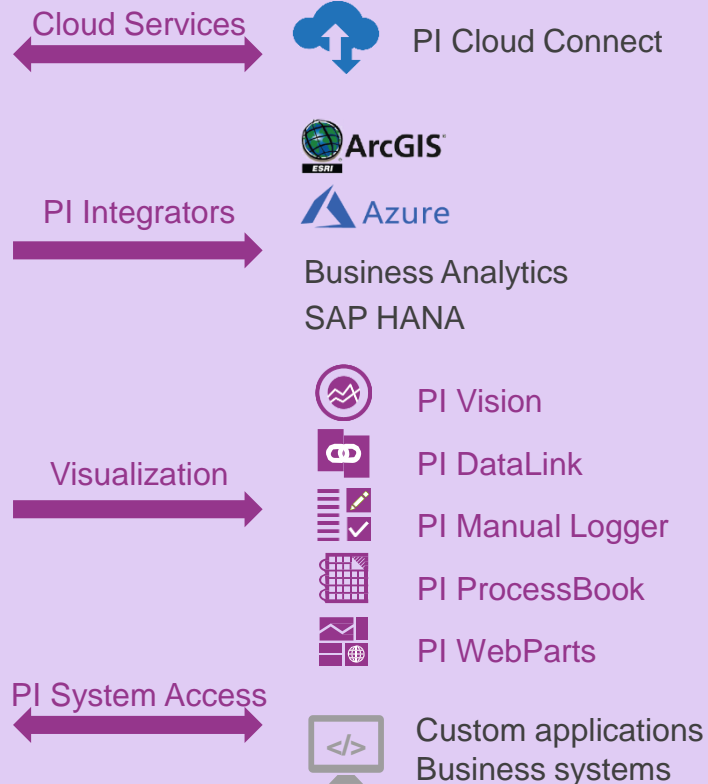 Cloud Services
PI Cloud Connect
ESRI
ArcGIS
PI Integrators
Azure
Business Analytics
SAP HANA
PI Vision
PI DataLink
Visualization
PI Manual Logger
PI ProcessBook
PI WebParts
PI System Access
</>
Custom applications
Business systems